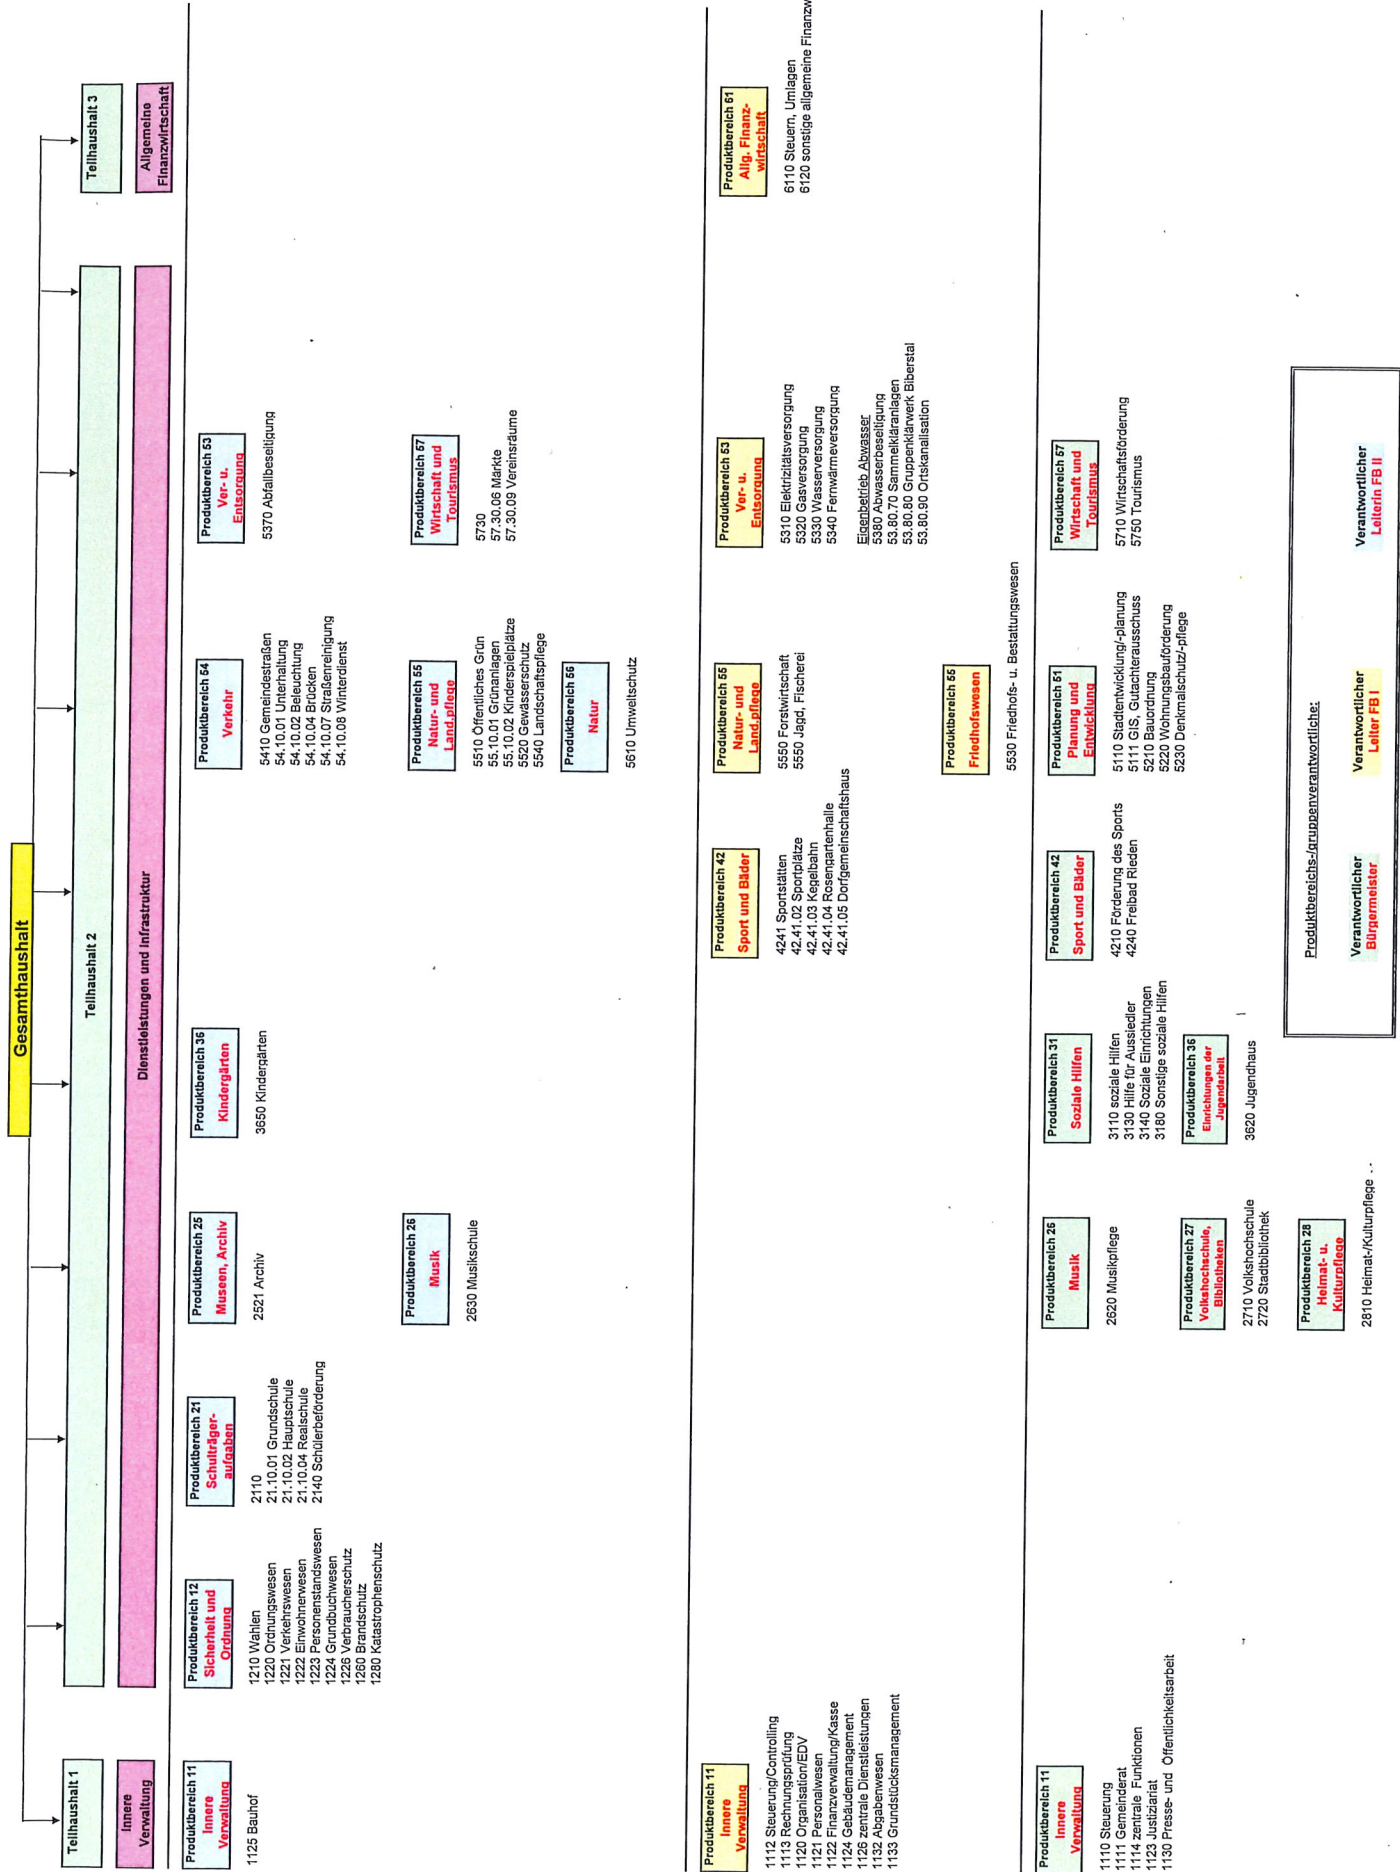 Gesamthaushalt
Teilhaushalt 1
Teilhaushalt 2
Teilhaushalt 3
Innere
Verwaltung
Dienstleistungen und Infrastruktur
Allgemeine
Finanzwirtschaft
Produktbereich 11
Innere
Verwaltung
1125 Bauhof
Produktbereich 12
Sicherheit und
Ordnung
1210 Wahlen
1220 Ordnungswesen
1221 Verkehrswesen
1222 Einwohnerwesen
1223 Personenstandswesen
1224 Grundbuchwesen
1226 Verbraucherschutz
1260 Brandschutz
1280 Katastrophenschutz
Produktbereich 21
Schulträger-
aufgaben
2110
21.10.01 Grundschule
21.10.02 Hauptschule
21.10.04 Realschule
2140 Schülerbeförderung
Produktbereich 25
Museen, Archiv
2521 Archiv
Produktbereich 26
Musik
2630 Musikschule
Produktbereich 36
Kindergärten
3650 Kindergärten
Produktbereich 54
Verkehr
5410 Gemeindestraßen
54.10.01 Unterhaltung
54.10.02 Beleuchtung
54.10.04 Brücken
54.10.07 Straßenreinigung
54.10.08 Winterdienst
Produktbereich 55
Natur- und
Land.pflege
5510 Öffentliches Grün
55.10.01 Grünanlagen
55.10.02 Kinderspielplätze
5520 Gewässerschutz
5540 Landschaftspflege
Produktbereich 56
Natur
5610 Umweltschutz
Produktbereich 53
Ver- u.
Entsorgung
5370 Abfallbeseitigung
Produktbereich 57
Wirtschaft und
Tourismus
5730
57.30.06 Märkte
57.30.09 Vereinsräume
Produktbereich 11
Innere
Verwaltung
1112 Steuerung/Controlling
1113 Rechnungsprüfung
1120 Organisation/EDV
1121 Personalwesen
1122 Finanzverwaltung/Kasse
1124 Gebäudemanagement
1126 zentrale Dienstleistungen
1132 Abgabenwesen
1133 Grundstücksmanagement
Produktbereich 42
Sport und Bäder
4241 Sportstätten
42.41.02 Sportplätze
42.41.03 Kegelbahn
42.41.04 Rosengartenhalle
42.41.05 Dorfgemeinschaftshaus
Produktbereich 55
Natur- und
Land.pflege
5550 Forstwirtschaft
5550 Jagd, Fischerei
Produktbereich 55
Friedhofswesen
5530 Friedhofs- u. Bestattungswesen
Produktbereich 53
Ver- u.
Entsorgung
5310 Elektrizitätsversorgung
5320 Gasversorgung
5330 Wasserversorgung
5340 Fernwärmeversorgung
Eigenbetrieb Abwasser
5380 Abwasserbeseitigung
53.80.70 Sammelkläranlagen
53.80.80 Gruppenklärwerk Biberstal
53.80.90 Ortskanalisation
Produktbereich 61
Allg. Finanz-
wirtschaft
6110 Steuern, Umlagen
6120 sonstige allgemeine Finanzw
Produktbereich 11
Innere
Verwaltung
1110 Steuerung
1111 Gemeinderat
1114 zentrale Funktionen
1123 Justiziariat
1130 Presse- und Öffentlichkeitsarbeit
Produktbereich 26
Musik
2620 Musikpflege
Produktbereich 27
Volkshochschule,
Bibliotheken
2710 Volkshochschule
2720 Stadtbibliothek
Produktbereich 28
Heimat- u.
Kulturpflege
2810 Heimat-/Kulturpflege
Produktbereich 31
Soziale Hilfen
3110 soziale Hilfen
3130 Hilfe für Aussiedler
3140 Soziale Einrichtungen
3180 Sonstige soziale Hilfen
Produktbereich 36
Einrichtungen der
Jugendarbeit
3620 Jugendhaus
Produktbereich 42
Sport und Bäder
4210 Förderung des Sports
4240 Freibad Rieden
Produktbereich 51
Planung und
Entwicklung
5110 Stadtentwicklung/-planung
5111 GIS, Gutachterausschuss
5210 Bauordnung
5220 Wohnungsbauförderung
5230 Denkmalschutz/-pflege
Produktbereich 57
Wirtschaft und
Tourismus
5710 Wirtschaftsförderung
5750 Tourismus
Produktbereichs-/gruppenverantworliche:
Verantwortlicher
Bürgermeister
Verantwortlicher
Leiter FB I
Verantwortlicher
Leiterin FB II